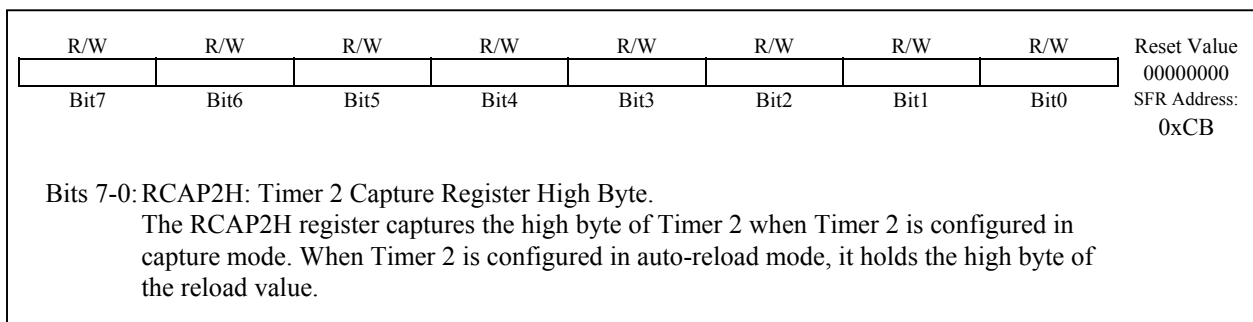 R/W R/W R/W R/W R/W R/W R/W R/W Reset Value
00000000
Bit7 Bit6 Bit5 Bit4 Bit3 Bit2 Bit1 Bit0 SFR Address:
0xCB
Bits 7-0: RCAP2H: Timer 2 Capture Register High Byte.
The RCAP2H register captures the high byte of Timer 2 when Timer 2 is configured in
capture mode. When Timer 2 is configured in auto-reload mode, it holds the high byte of
the reload value.